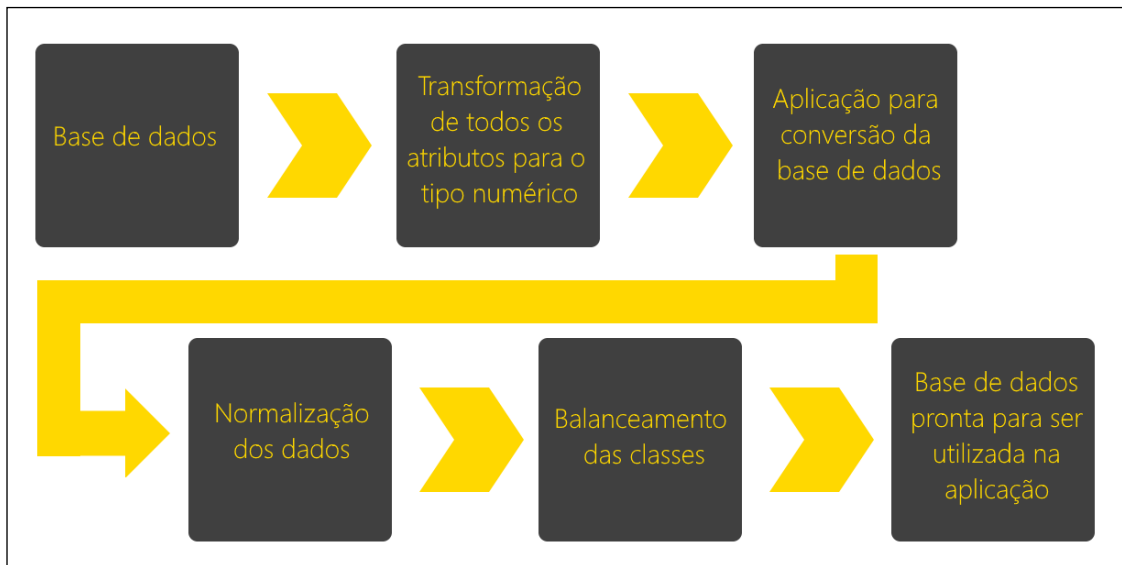 Base de dados
Transformação
de todos os
atributos para o
tipo numérico
Aplicação para
conversão da
base de dados
Normalização
dos dados
Balanceamento
das classes
Base de dados
pronta para ser
utilizada na
aplicação